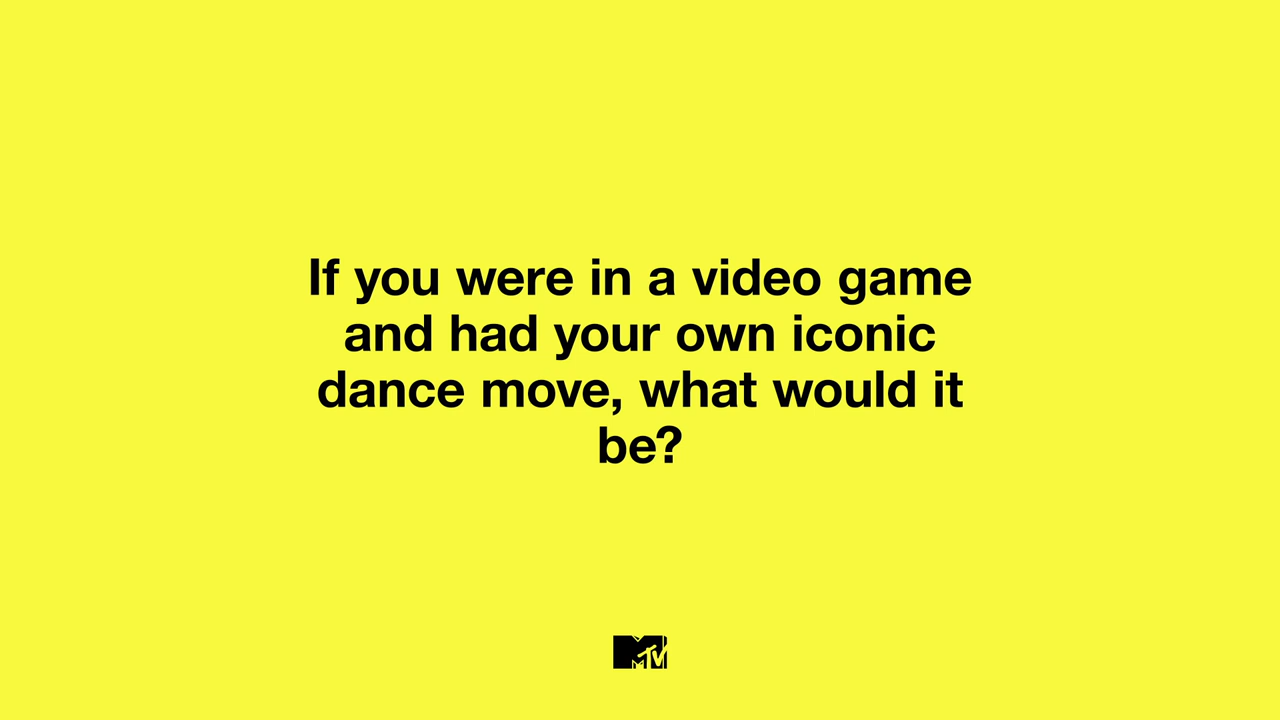 If you were in a video game
and had your own iconic
dance move, what would it
be?
MTV